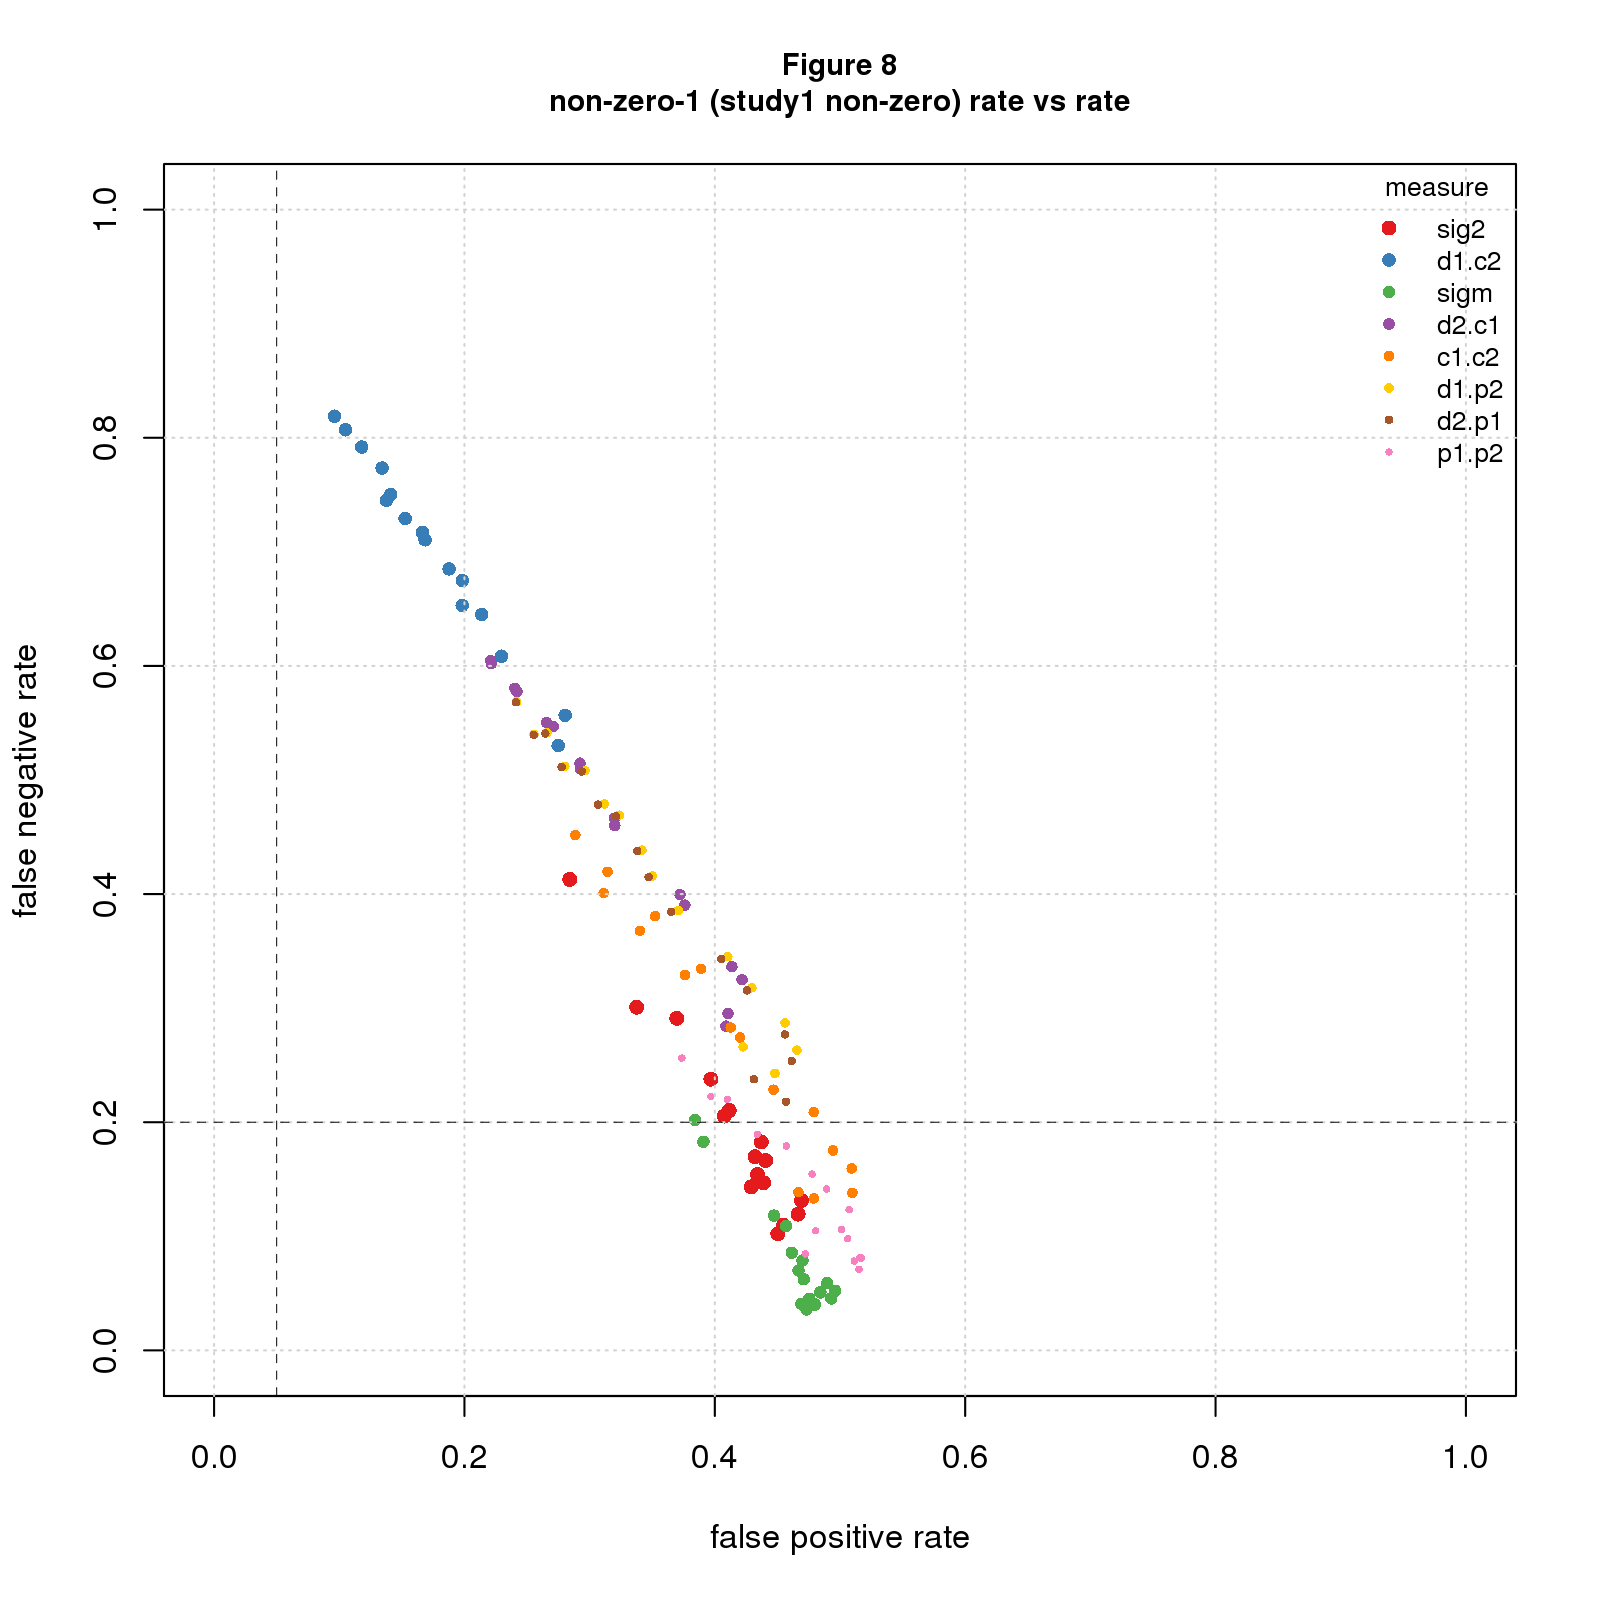 Figure 8
non-zero-1 (study1 non-zero) rate vs rate
measure
sig2
d1.c2
sigm
d2.c1
c1.c2
d1.p2
d2.p1
p1.p2
false negative rate
1.0
0.8
0.6
0.4
0.2
0.0
0.0 0.2 0.4 0.6 0.8 1.0
false positive rate